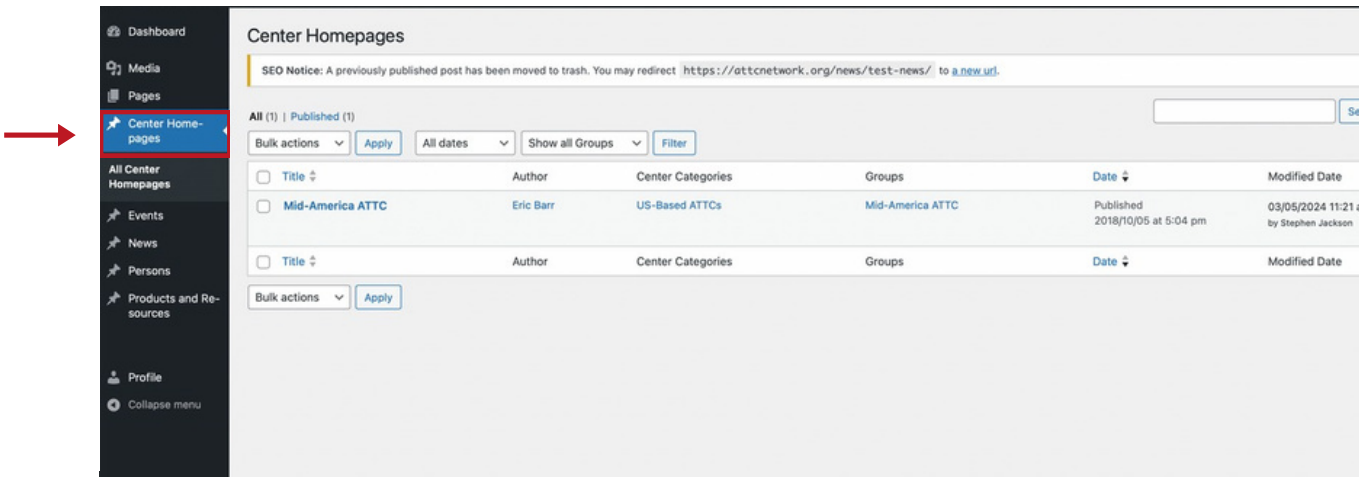 Dashboard
Media
Pages
Center Home-
pages
All Center
Homepages
Events
News
Persons
Products and Re-
sources
Profile
Collapse menu
Center Homepages
SEO Notice: A previously published post has been moved to trash. You may redirect https://attcnetwork.org/news/test-news/ to a new url.
All (1) | Published (1)
Se
Bulk actions Apply All dates Show all Groups Filter
Title Author Center Categories Groups Date Modified Date
Mid-America ATTC Eric Barr US-Based ATTCs Mid-America ATTC Published 03/05/2024 11:21 a
2018/10/05 at 5:04 pm by Stephen Jackson
Title Author Center Categories Groups Date Modified Date
Bulk actions Apply